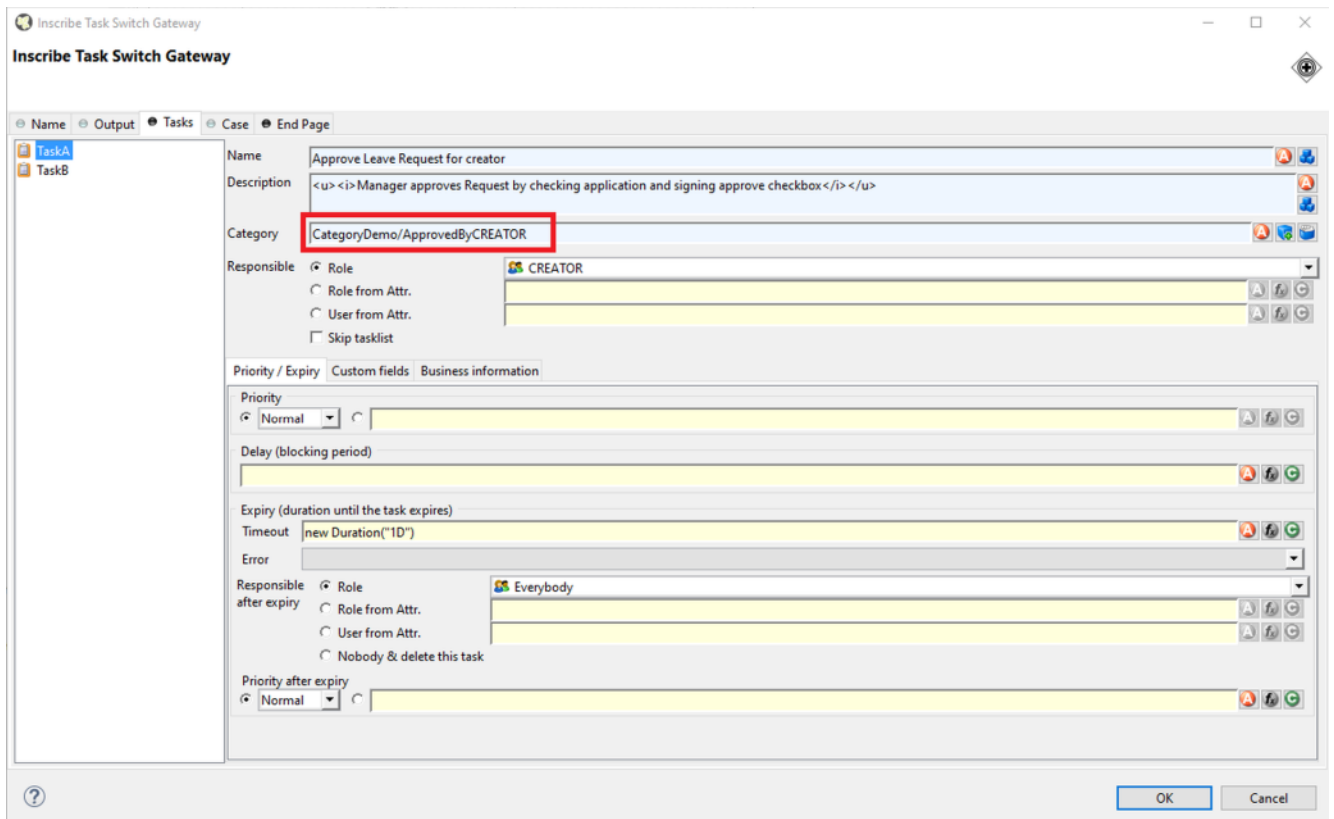 Inscribe Task Switch Gateway
Inscribe Task Switch Gateway
Name Output Tasks Case End Page
TaskA
TaskB
Name Approve Leave Request for creator
Description <u><i>Manager approves Request by checking application and signing approve checkbox</i></u>
Category CategoryDemo/ApprovedByCREATOR
Responsible Role CREATOR
Role from Attr.
User from Attr.
Skip tasklist
Priority / Expiry Custom fields Business information
Priority
Normal
Delay (blocking period)
Expiry (duration until the task expires)
Timeout new Duration("1D")
Error
Responsible Role Everybody
after expiry Role from Attr.
User from Attr.
Nobody & delete this task
Priority after expiry
Normal
OK Cancel